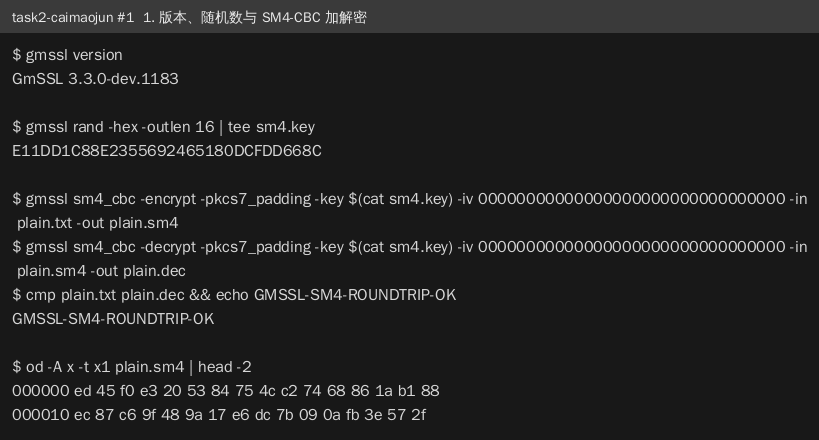 task2-caimaojun #1  1. 版本、随机数与 SM4-CBC 加解密
$ gmssl version
GmSSL 3.3.0-dev.1183
$ gmssl rand -hex -outlen 16 | tee sm4.key
E11DD1C88E2355692465180DCFDD668C
$ gmssl sm4_cbc -encrypt -pkcs7_padding -key $(cat sm4.key) -iv 00000000000000000000000000000000 -in
plain.txt -out plain.sm4
$ gmssl sm4_cbc -decrypt -pkcs7_padding -key $(cat sm4.key) -iv 00000000000000000000000000000000 -in
plain.sm4 -out plain.dec
$ cmp plain.txt plain.dec && echo GMSSL-SM4-ROUNDTRIP-OK
GMSSL-SM4-ROUNDTRIP-OK
$ od -A x -t x1 plain.sm4 | head -2
000000 ed 45 f0 e3 20 53 84 75 4c c2 74 68 86 1a b1 88
000010 ec 87 c6 9f 48 9a 17 e6 dc 7b 09 0a fb 3e 57 2f